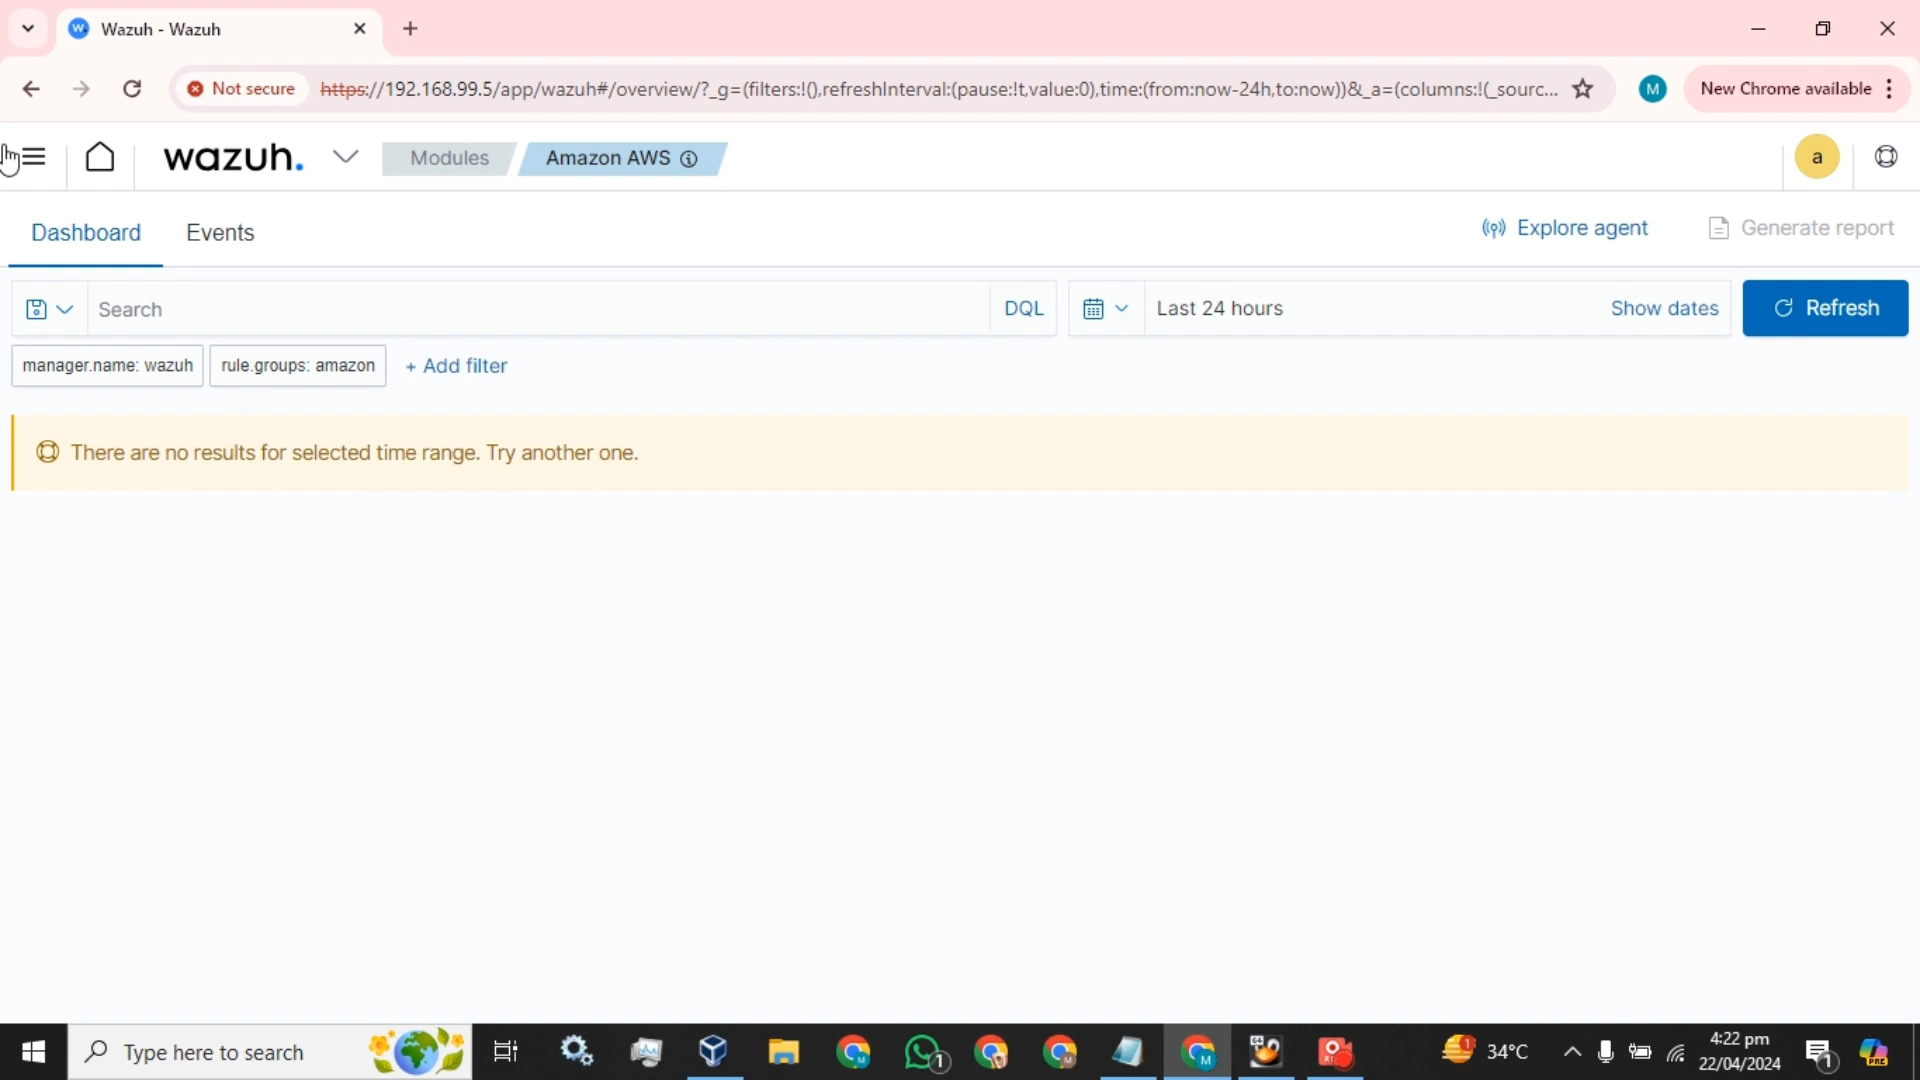 Wazuh - Wazuh
Not secure https://192.168.99.5/app/wazuh#/overview/?_g=(filters:!(),refreshInterval:(pause:!t,value:0),time:(from:now-24h,to:now))&_a=(columns:!(_sourc... M New Chrome available
wazuh. Modules Amazon AWS a
Dashboard Events Explore agent Generate report
Search DQL Last 24 hours Show dates Refresh
manager.name: wazuh rule.groups: amazon + Add filter
There are no results for selected time range. Try another one.
Type here to search 1 1 34°C 4:22 pm
22/04/2024 1 PRE